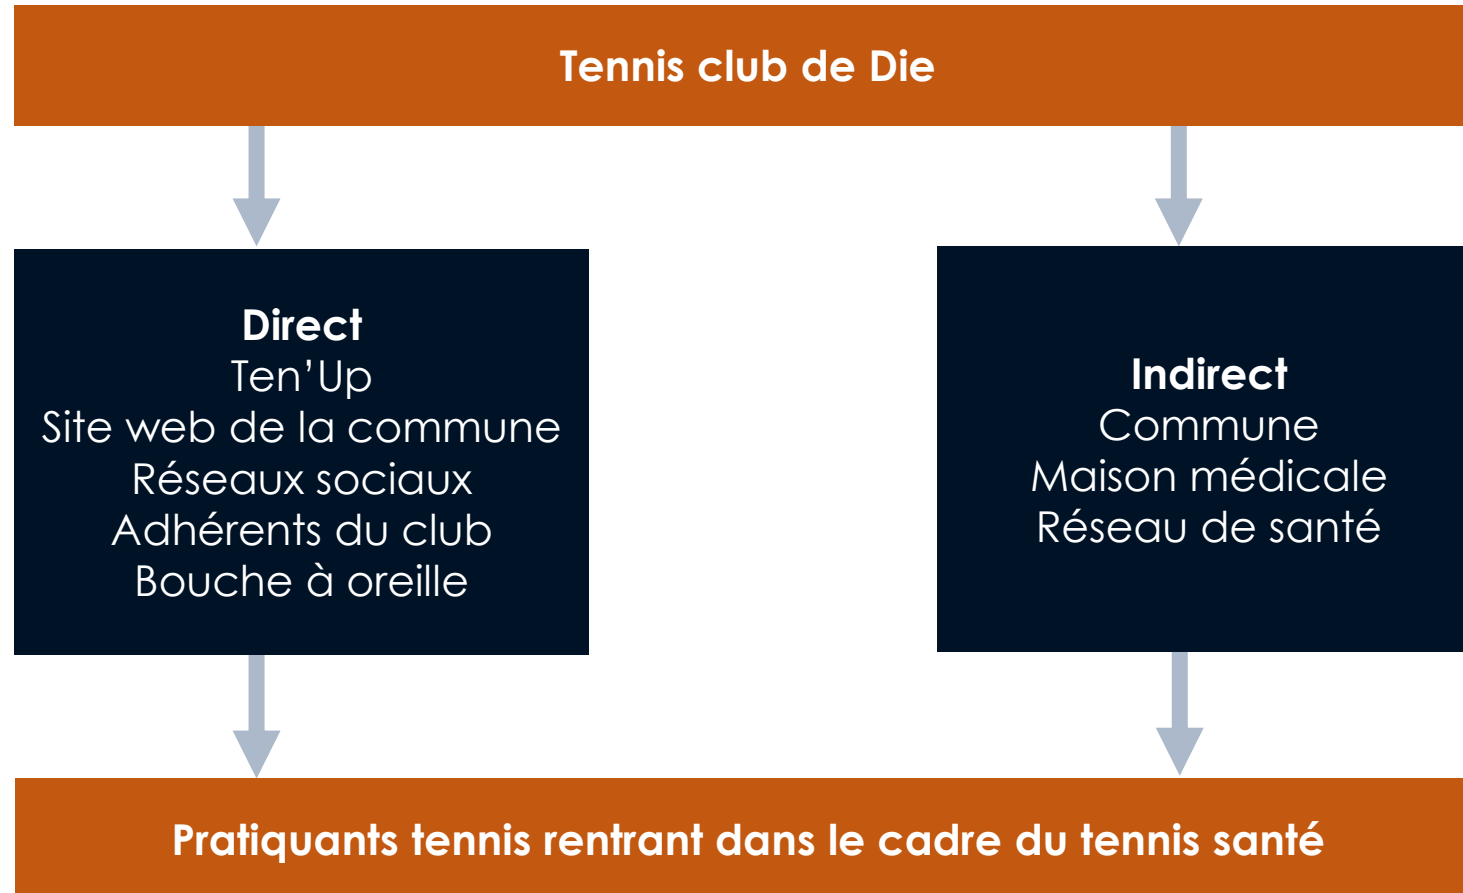 Tennis club de Die
Direct
Ten’Up
Site web de la commune
Réseaux sociaux
Adhérents du club
Bouche à oreille
Indirect
Commune
Maison médicale
Réseau de santé
Pratiquants tennis rentrant dans le cadre du tennis santé